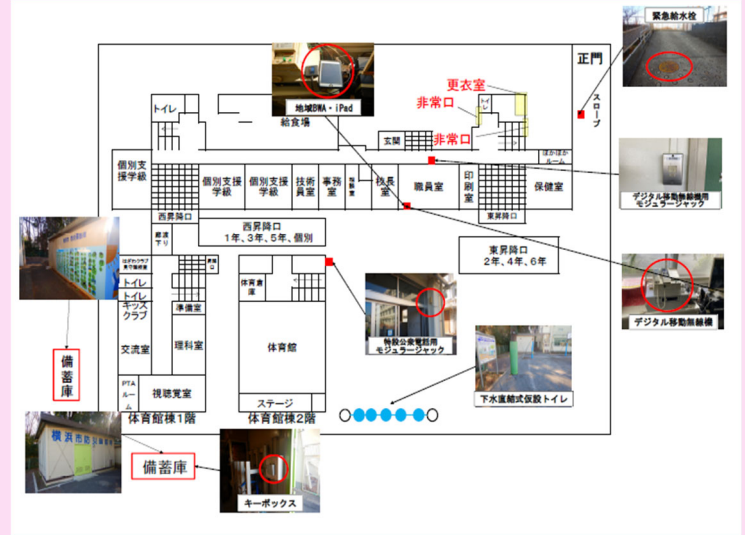 緊急給水栓
正門
スロープ
地域BWA・iPad
更衣室
非常口
トイレ
非常口
トイレ
給食場
玄関
ほかほか
ルーム
デジタル移動無線機用
モジュラージャック
個別支
援学級
個別支援
学級
個別支援
学級
技術
員室
事務
室
校長
室
職員室
印刷室
保健室
西昇降口
東昇降口
西昇降口
1年、3年、5年、個別
東昇降口
2年、4年、6年
トイレ
トイレ
キッズ
クラブ
準備室
交流室
理科室
PTA
ルーム
視聴覚室
体育館棟1階
体育倉
庫
体育館
ステージ
体育館棟2階
特設公衆電話用
モジュラージャック
デジタル移動無線機
下水直結式仮設トイレ
備蓄庫
横浜市防災備蓄庫
備蓄庫
キーボックス